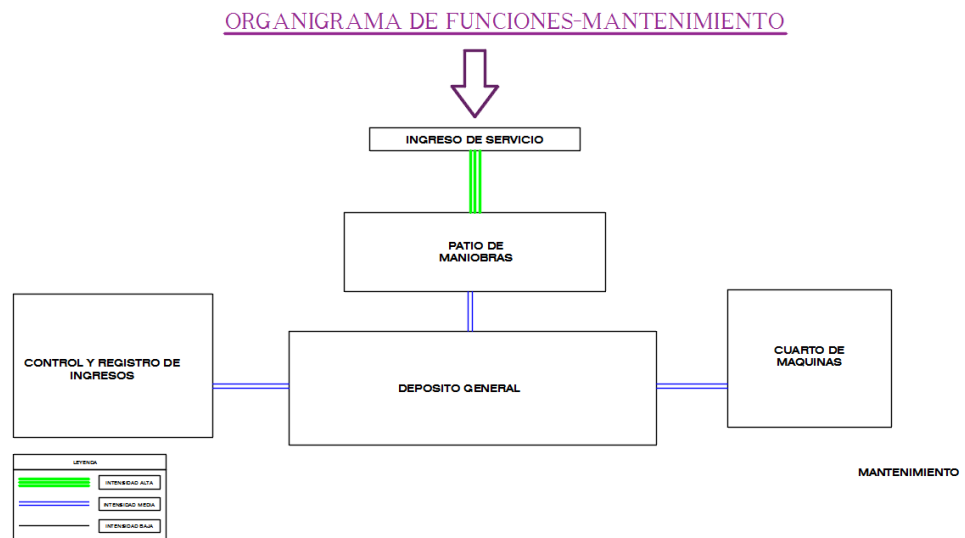 ORGANIGRAMA DE FUNCIONES-MANTENIMIENTO
INGRESO DE SERVICIO
PATIO DE
MANIOBRAS
CONTROL Y REGISTRO DE
INGRESOS
DEPOSITO GENERAL
CUARTO DE
MAQUINAS
LEYENDA
INTENSIDAD ALTA
INTENSIDAD MEDIA
INTENSIDAD BAJA
MANTENIMIENTO